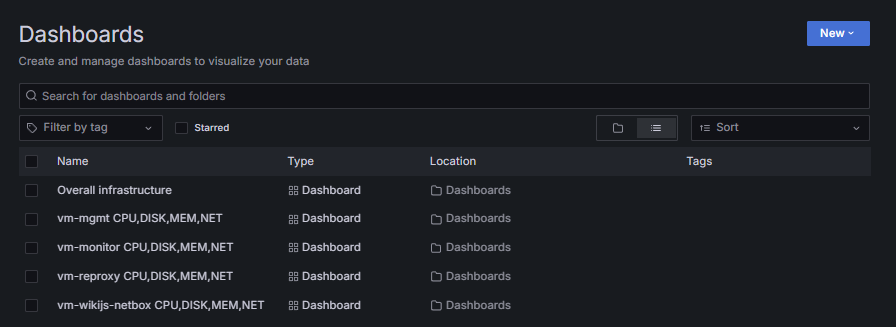 Dashboards
New
Create and manage dashboards to visualize your data
Search for dashboards and folders
Filter by tag Starred Sort
Name Type Location Tags
Overall infrastructure Dashboard Dashboards
vm-mgmt CPU,DISK,MEM,NET Dashboard Dashboards
vm-monitor CPU,DISK,MEM,NET Dashboard Dashboards
vm-reproxy CPU,DISK,MEM,NET Dashboard Dashboards
vm-wikijs-netbox CPU,DISK,MEM,NET Dashboard Dashboards